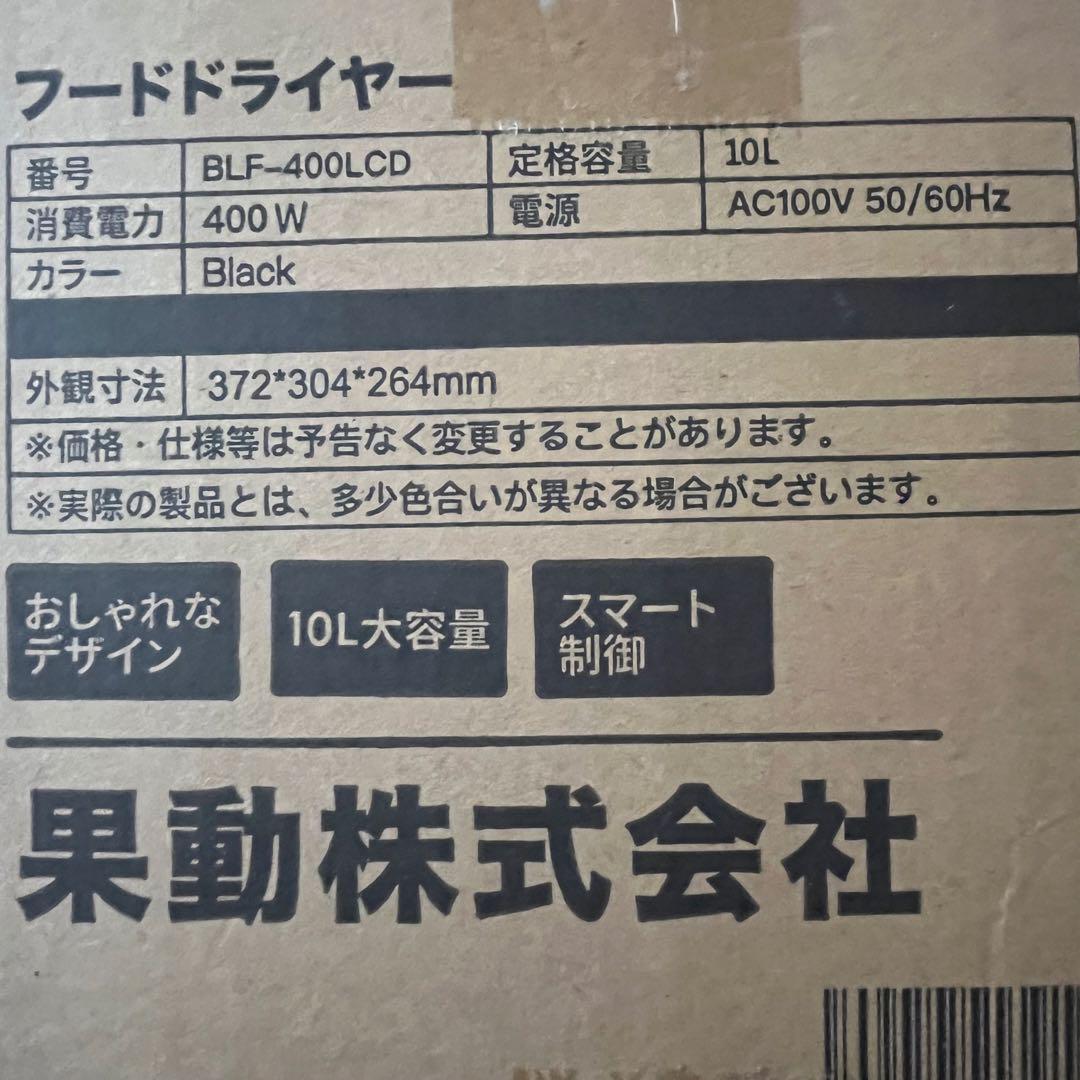 フードドライヤー
番号 BLF-400LCD 定格容量 10L
消費電力 400W 電源 AC100V 50/60Hz
カラー Black
外観寸法 372*304*264mm
※価格・仕様等は予告なく変更することがあります。
※実際の製品とは、多少色合いが異なる場合がございます。
おしゃれな
デザイン
10L大容量
スマート
制御
果動株式会社